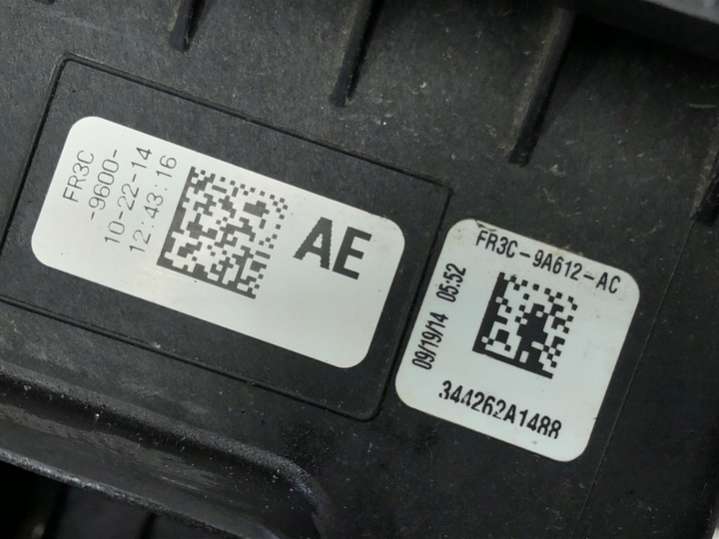 FR3C
-9600-
10-22-14
12:43:16
AE
FR3C-9A612-AC
09/19/14 05:52
344262A1488